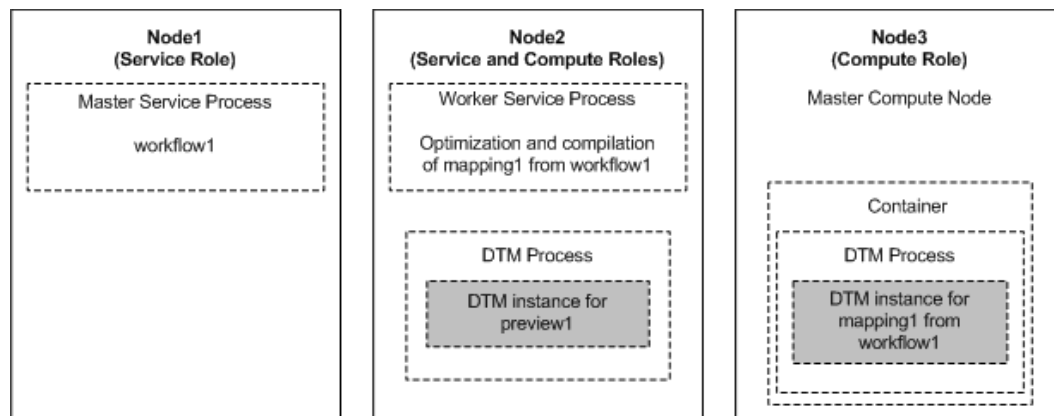 Node1
(Service Role)
Master Service Process
workflow1
Node2
(Service and Compute Roles)
Worker Service Process
Optimization and compilation
of mapping1 from workflow1
DTM Process
DTM instance for
preview1
Node3
(Compute Role)
Master Compute Node
Container
DTM Process
DTM instance for
mapping1 from
workflow1